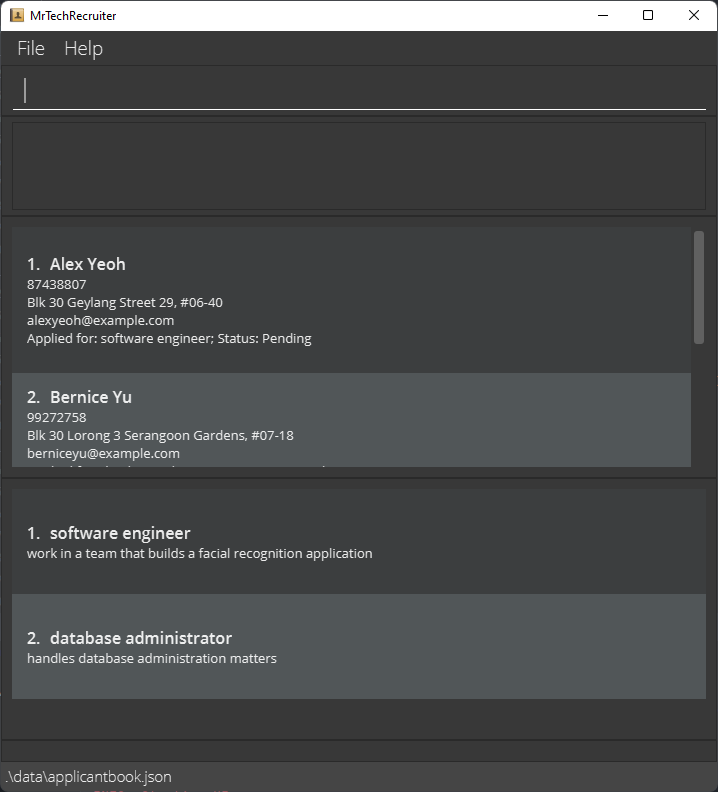 MrTechRecruiter
File Help
1. Alex Yeoh
87438807
Blk 30 Geylang Street 29, #06-40
alexyeoh@example.com
Applied for: software engineer; Status: Pending
2. Bernice Yu
99272758
Blk 30 Lorong 3 Serangoon Gardens, #07-18
berniceyu@example.com
1. software engineer
work in a team that builds a facial recognition application
2. database administrator
handles database administration matters
.\data\applicantbook.json